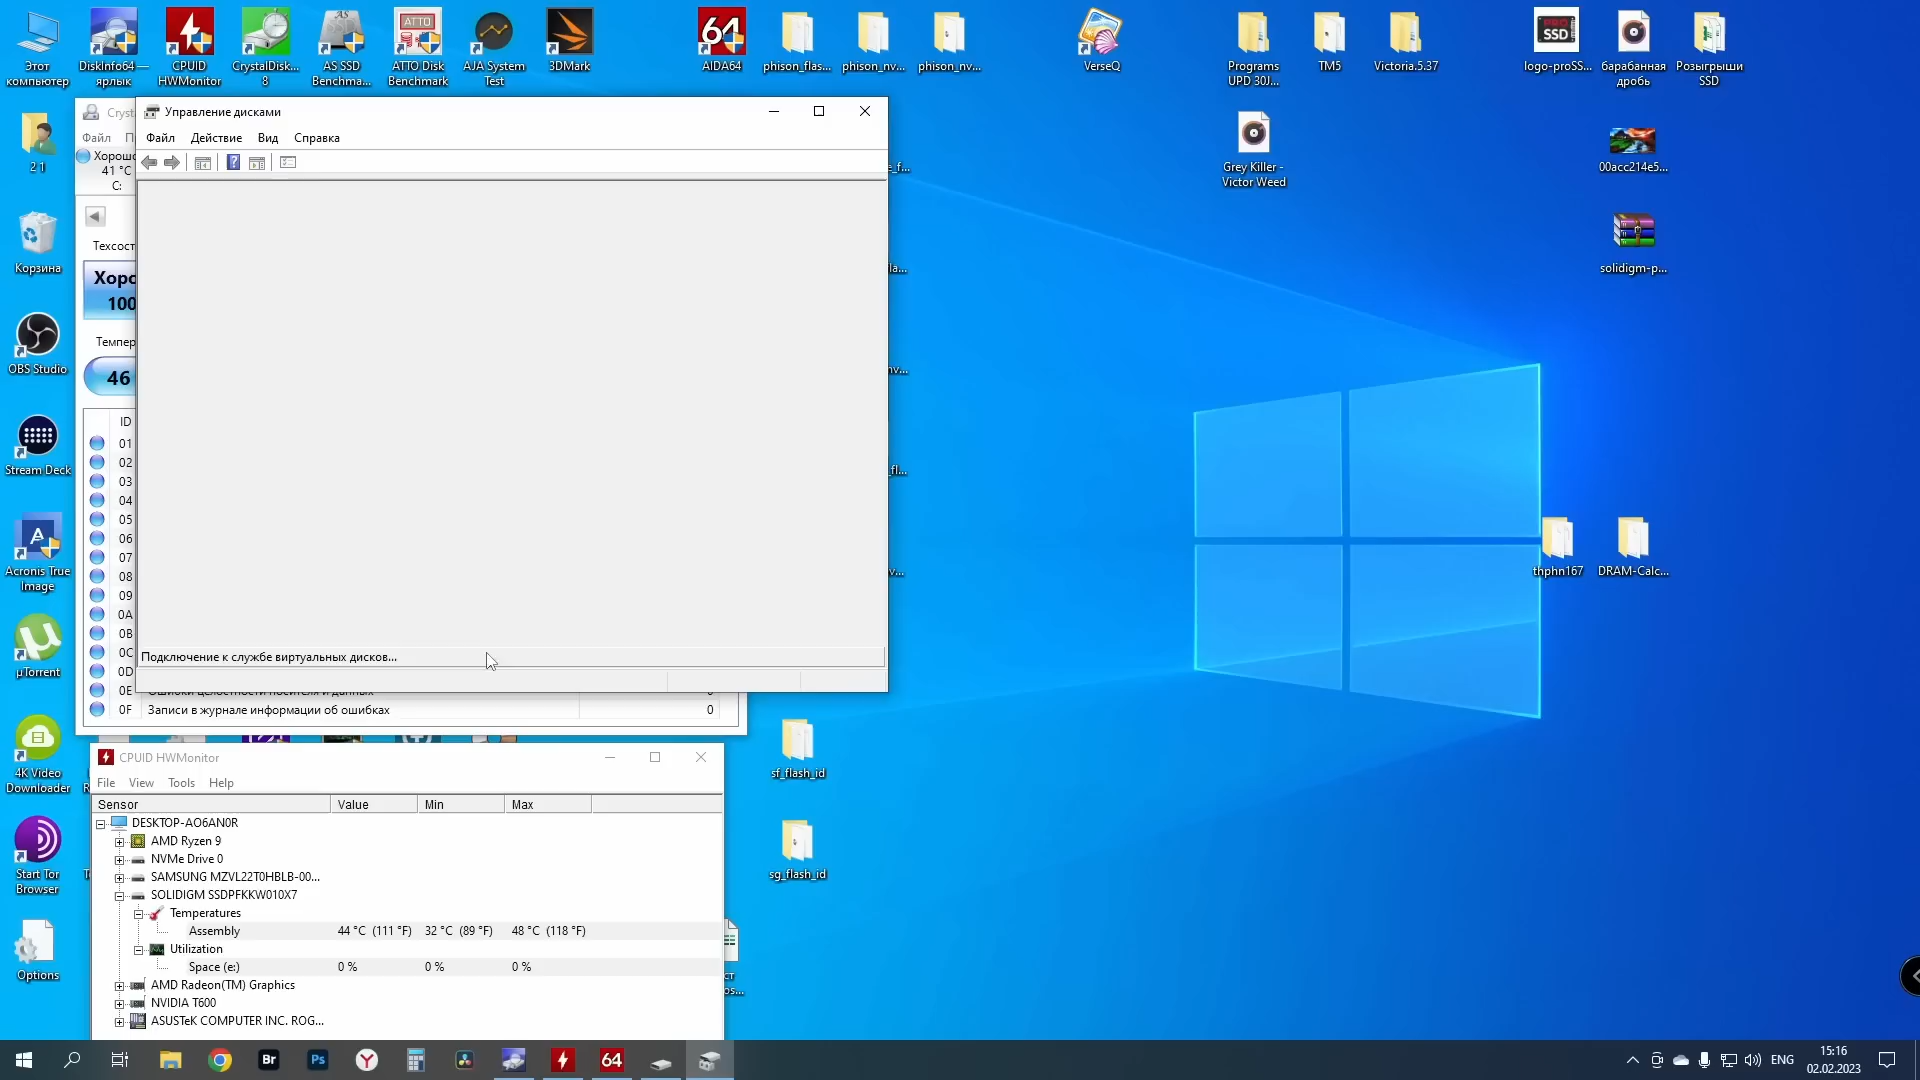 Этот
компьютер
DiskInfo64 —
ярлык
CPUID
HWMonitor
CrystalDisk...
8
AS SSD
Benchma...
ATTO Disk
Benchmark
AJA System
Test
3DMark
AIDA64
phison_flas...
phison_nv...
phison_nv...
VerseQ
Programs
UPD 30J...
TM5
Victoria.5.37
logo-proSS...
барабанная
дробь
Розыгрыши
SSD
2 1
Корзина
OBS Studio
Stream Deck
Acronis True
Image
µTorrent
4K Video
Downloader
Start Tor
Browser
Options
Grey Killer -
Victor Weed
00acc214e5...
solidigm-p...
thphn167
DRAM-Calc...
sf_flash_id
sg_flash_id
Cryst
Файл
Хорошо
41 °C
C:
Техсост
Хоро
100
Темпер
46
ID
01
02
03
04
05
06
07
08
09
0A
0B
0C
0D
0E
0F
Записи в журнале информации об ошибках
0
Управление дисками
Файл Действие Вид Справка
Подключение к службе виртуальных дисков...
CPUID HWMonitor
File View Tools Help
Sensor Value Min Max
DESKTOP-AO6AN0R
AMD Ryzen 9
NVMe Drive 0
SAMSUNG MZVL22T0HBLB-00...
SOLIDIGM SSDPFKKW010X7
Temperatures
Assembly 44 °C (111 °F) 32 °C (89 °F) 48 °C (118 °F)
Utilization
Space (e:) 0 % 0 % 0 %
AMD Radeon(TM) Graphics
NVIDIA T600
ASUSTeK COMPUTER INC. ROG...
Br
Ps
64
ENG
15:16
02.02.2023